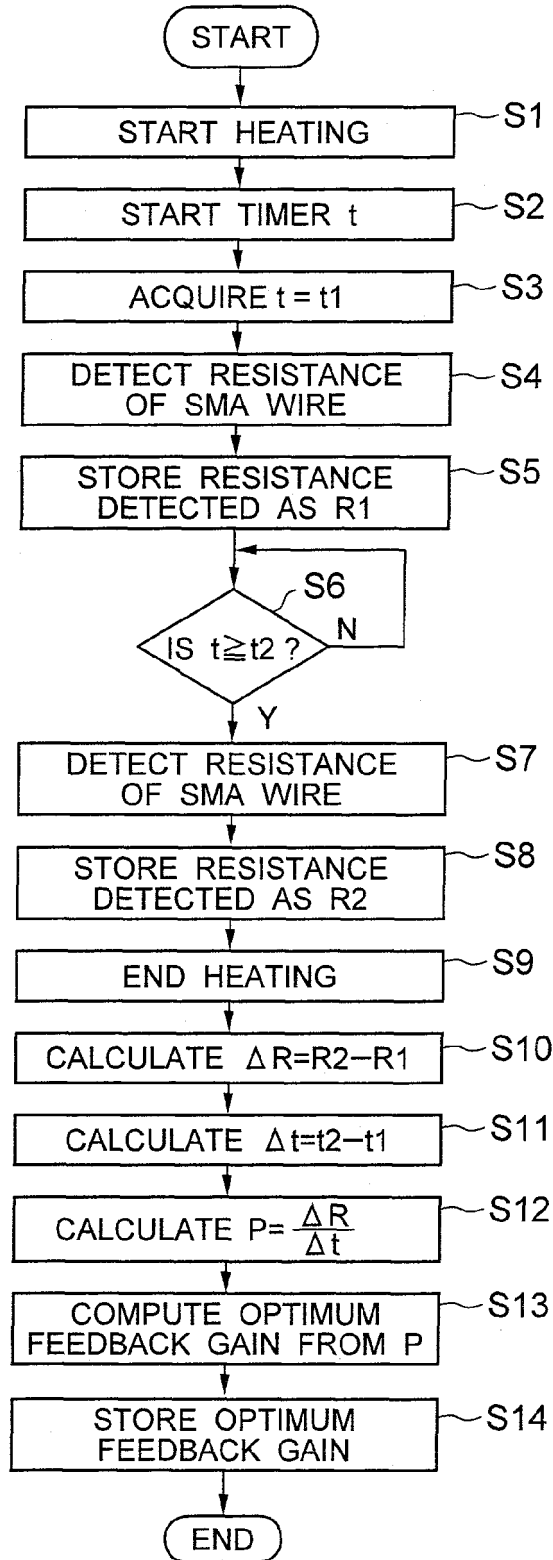 START
START HEATING
S1
START TIMER t
S2
ACQUIRE t = t1
S3
DETECT RESISTANCE
OF SMA WIRE
S4
STORE RESISTANCE
DETECTED AS R1
S5
S6
IS t≧t2 ?
N
Y
DETECT RESISTANCE
OF SMA WIRE
S7
STORE RESISTANCE
DETECTED AS R2
S8
END HEATING
S9
CALCULATE ΔR=R2−R1
S10
CALCULATE Δt=t2−t1
S11
CALCULATE P= ΔR/Δt
S12
COMPUTE OPTIMUM
FEEDBACK GAIN FROM P
S13
STORE OPTIMUM
FEEDBACK GAIN
S14
END